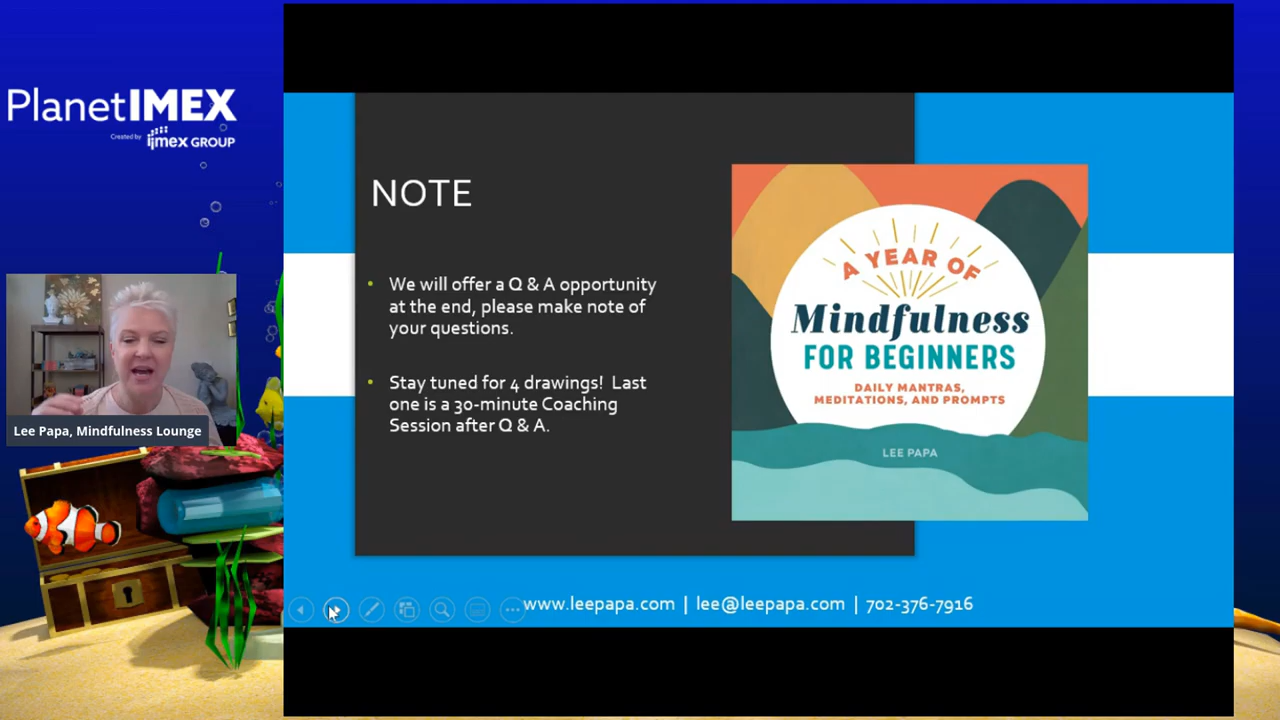 PlanetIMEX
Created by imex GROUP
Lee Papa, Mindfulness Lounge
NOTE
• We will offer a Q & A opportunity
at the end, please make note of
your questions.
• Stay tuned for 4 drawings! Last
one is a 30-minute Coaching
Session after Q & A.
A YEAR OF
Mindfulness
FOR BEGINNERS
DAILY MANTRAS,
MEDITATIONS, AND PROMPTS
LEE PAPA
www.leepapa.com | lee@leepapa.com | 702-376-7916